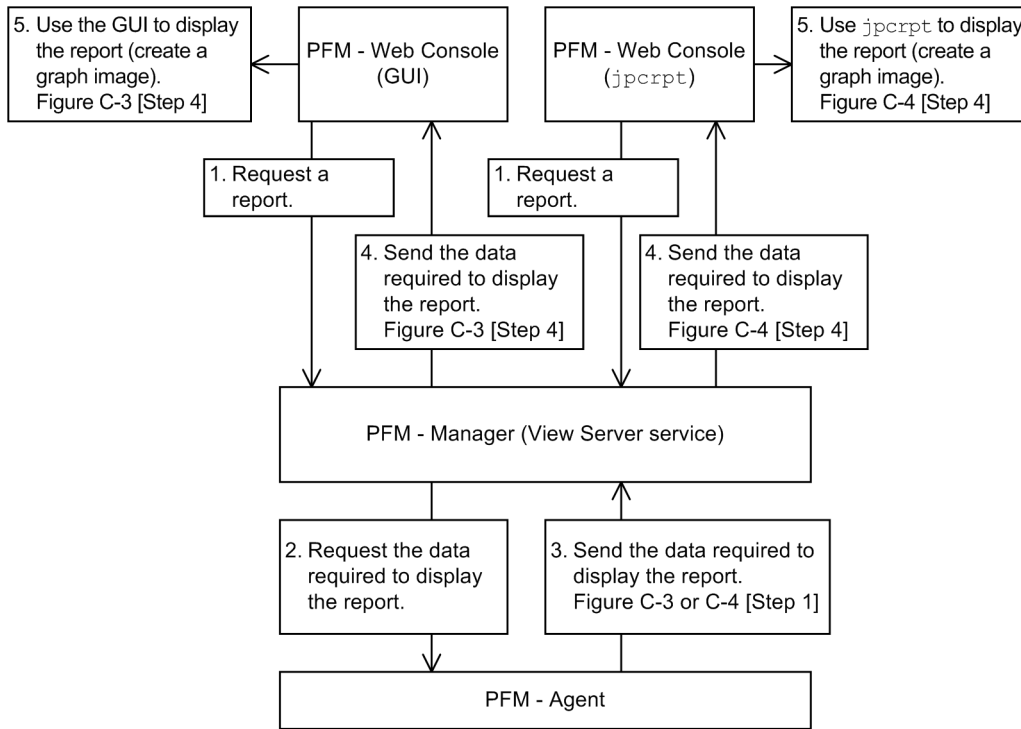 5. Use the GUI to display
the report (create a
graph image).
Figure C-3 [Step 4]
PFM - Web Console
(GUI)
PFM - Web Console
(jpcrpt)
5. Use jpcrpt to display
the report (create a
graph image).
Figure C-4 [Step 4]
1. Request a
report.
1. Request a
report.
4. Send the data
required to display
the report.
Figure C-3 [Step 4]
4. Send the data
required to display
the report.
Figure C-4 [Step 4]
PFM - Manager (View Server service)
2. Request the data
required to display
the report.
3. Send the data required to
display the report.
Figure C-3 or C-4 [Step 1]
PFM - Agent